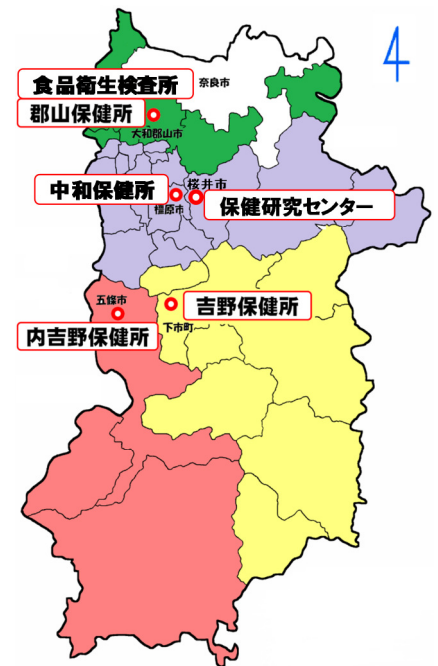 4
食品衛生検査所
奈良市
郡山保健所
大和郡山市
中和保健所
桜井市
橿原市
保健研究センター
五條市
吉野保健所
下市町
内吉野保健所